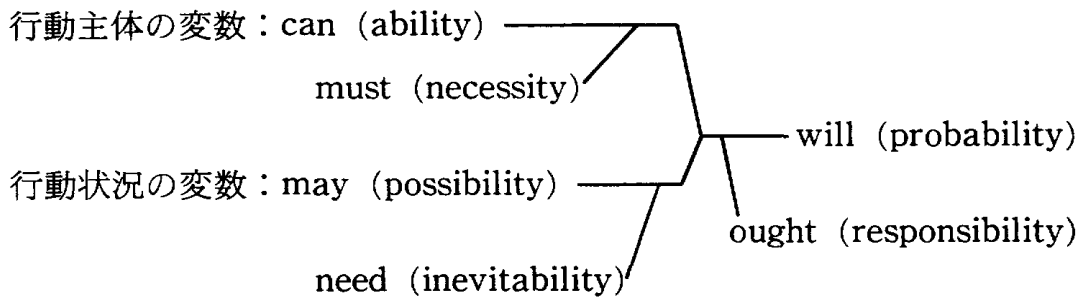 行動主体の変数：can (ability)
must (necessity)
will (probability)
行動状況の変数：may (possibility)
ought (responsibility)
need (inevitability)